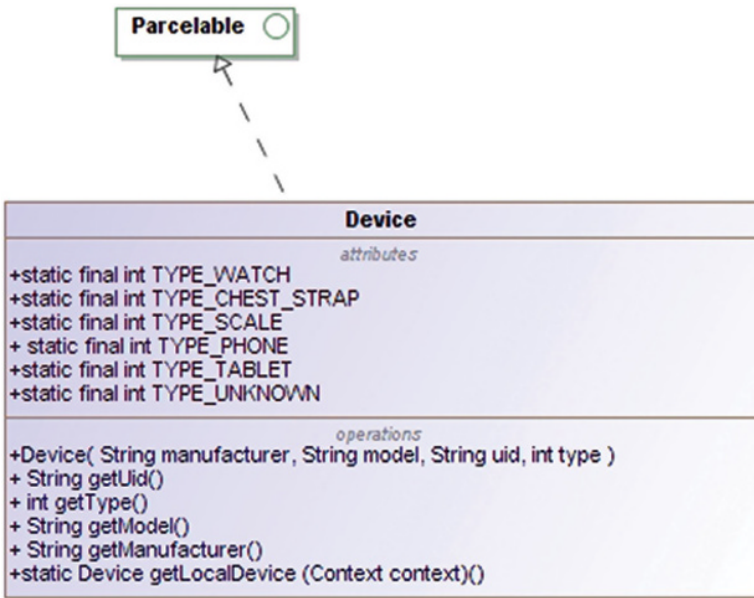 Parcelable
Device
attributes
+static final int TYPE_WATCH
+static final int TYPE_CHEST_STRAP
+static final int TYPE_SCALE
+ static final int TYPE_PHONE
+static final int TYPE_TABLET
+static final int TYPE_UNKNOWN
operations
+Device( String manufacturer, String model, String uid, int type )
+ String getUid()
+ int getType()
+ String getModel()
+ String getManufacturer()
+static Device getLocalDevice (Context context)()